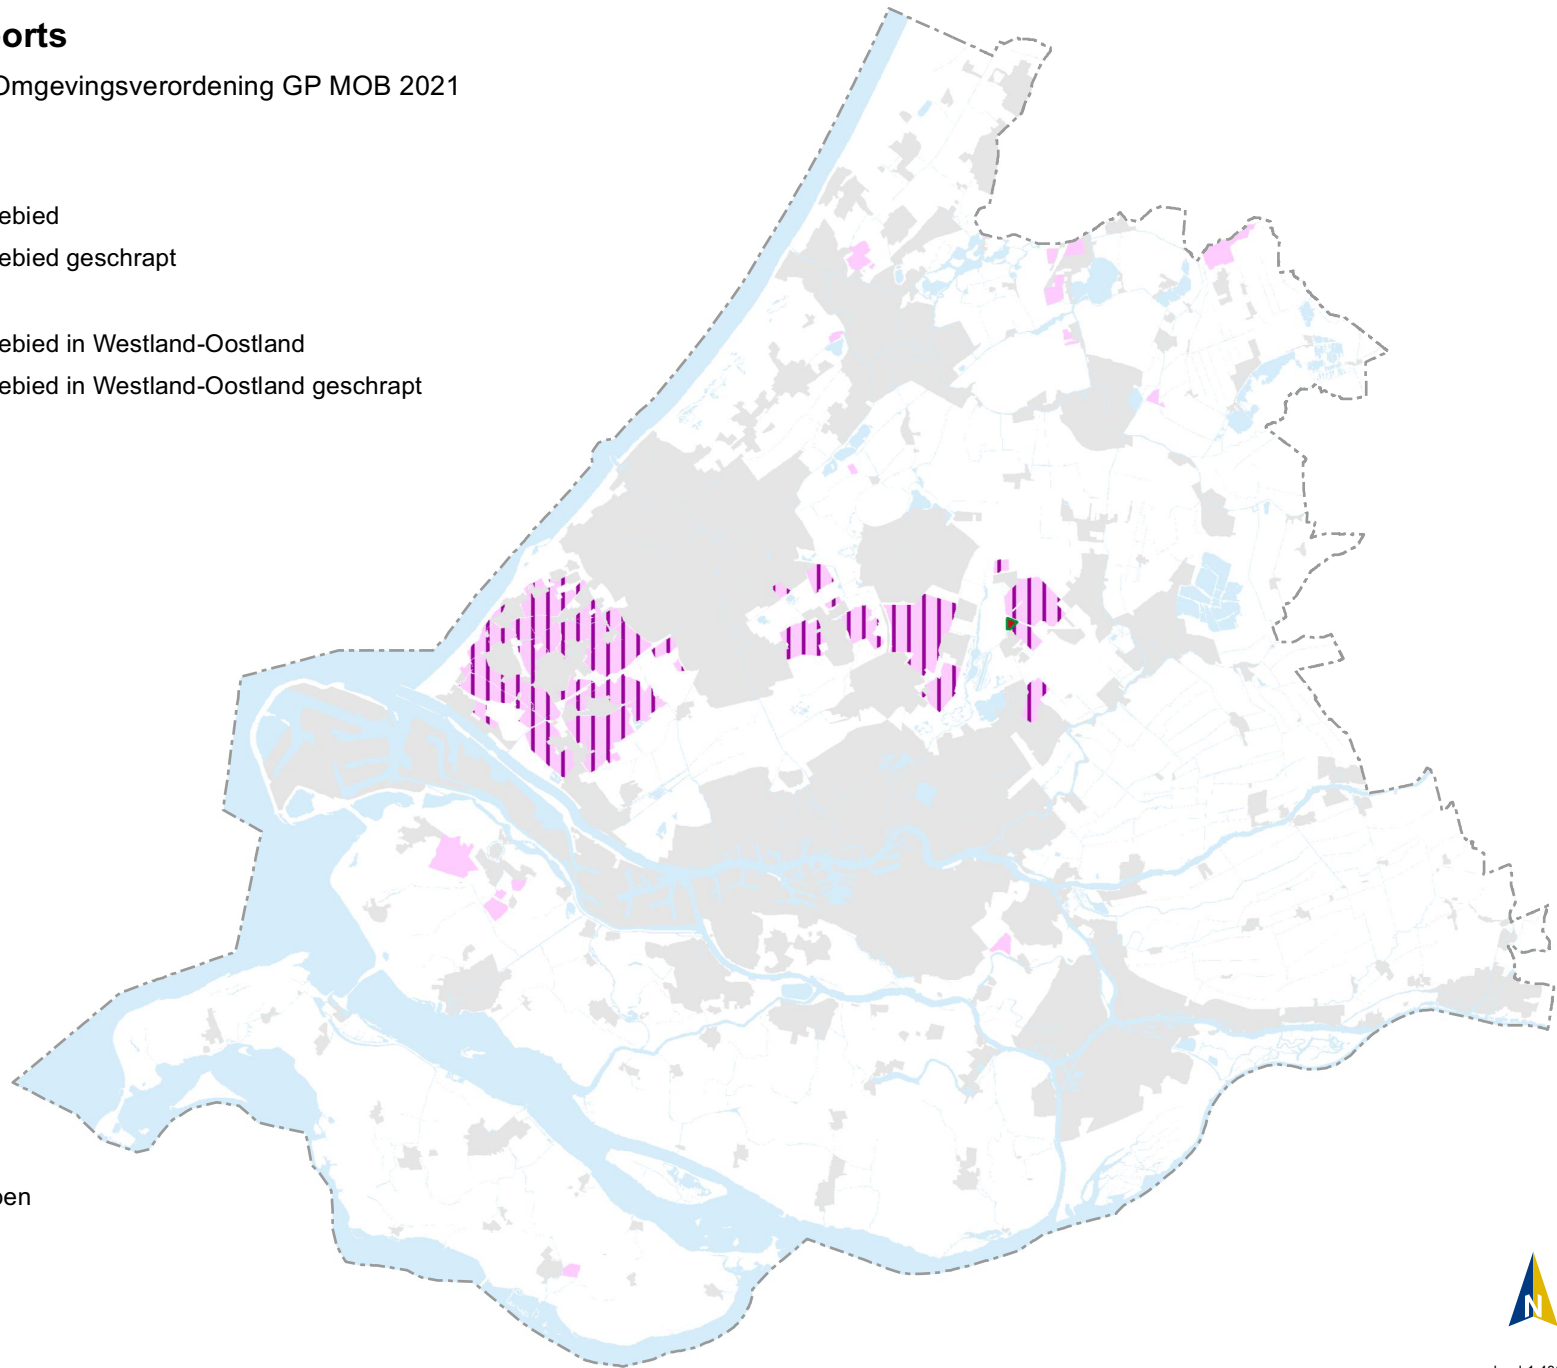 orts
Omgevingsverordening GP MOB 2021
ebied
ebied geschrapt
ebied in Westland-Oostland
ebied in Westland-Oostland geschrapt
pen
N